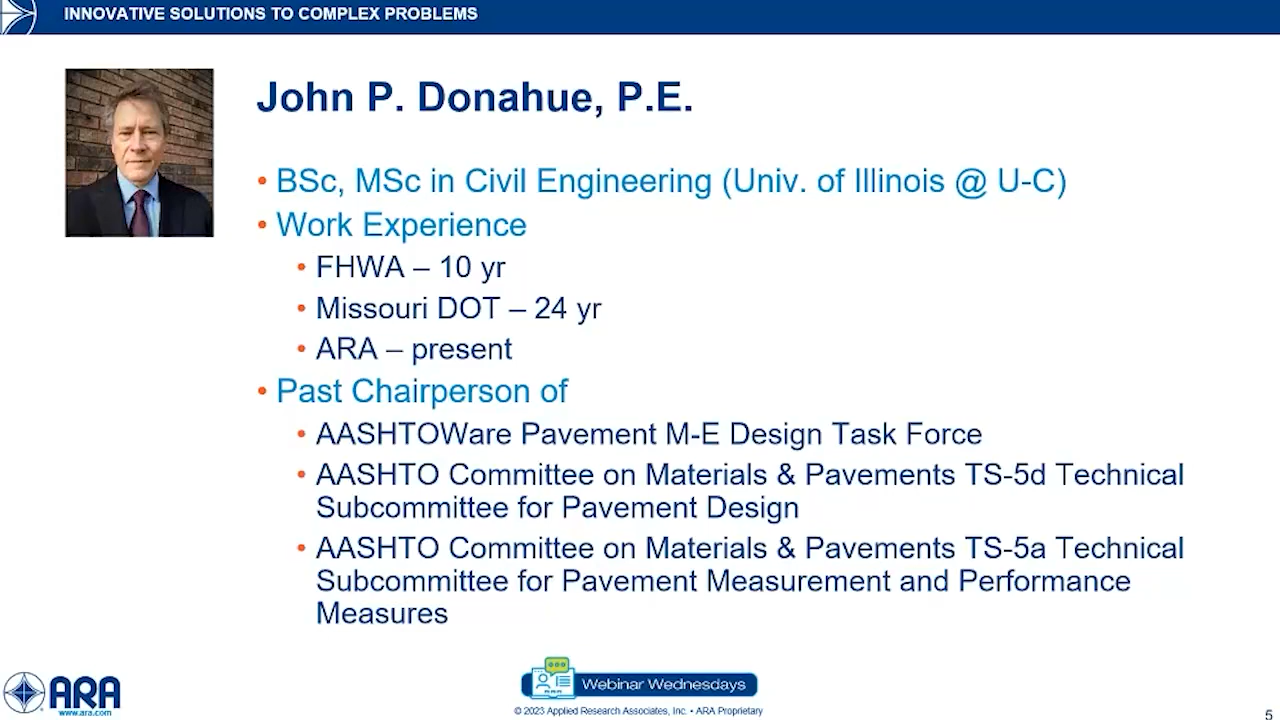 INNOVATIVE SOLUTIONS TO COMPLEX PROBLEMS
John P. Donahue, P.E.
• BSc, MSc in Civil Engineering (Univ. of Illinois @ U-C)
• Work Experience
• FHWA – 10 yr
• Missouri DOT – 24 yr
• ARA – present
• Past Chairperson of
• AASHTOWare Pavement M-E Design Task Force
• AASHTO Committee on Materials & Pavements TS-5d Technical
Subcommittee for Pavement Design
• AASHTO Committee on Materials & Pavements TS-5a Technical
Subcommittee for Pavement Measurement and Performance
Measures
ARA
www.ara.com
Webinar Wednesdays
© 2023 Applied Research Associates, Inc. • ARA Proprietary
5